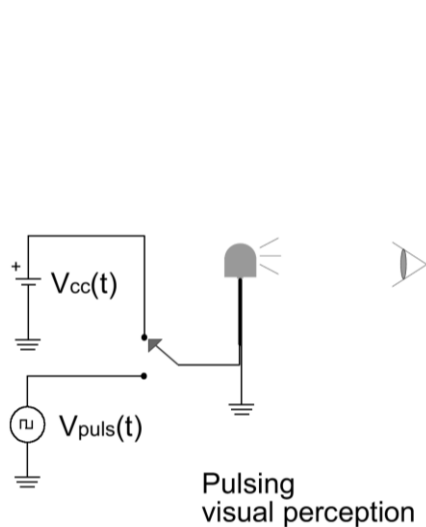 +
Vcc(t)
Vpuls(t)
Pulsing
visual perception